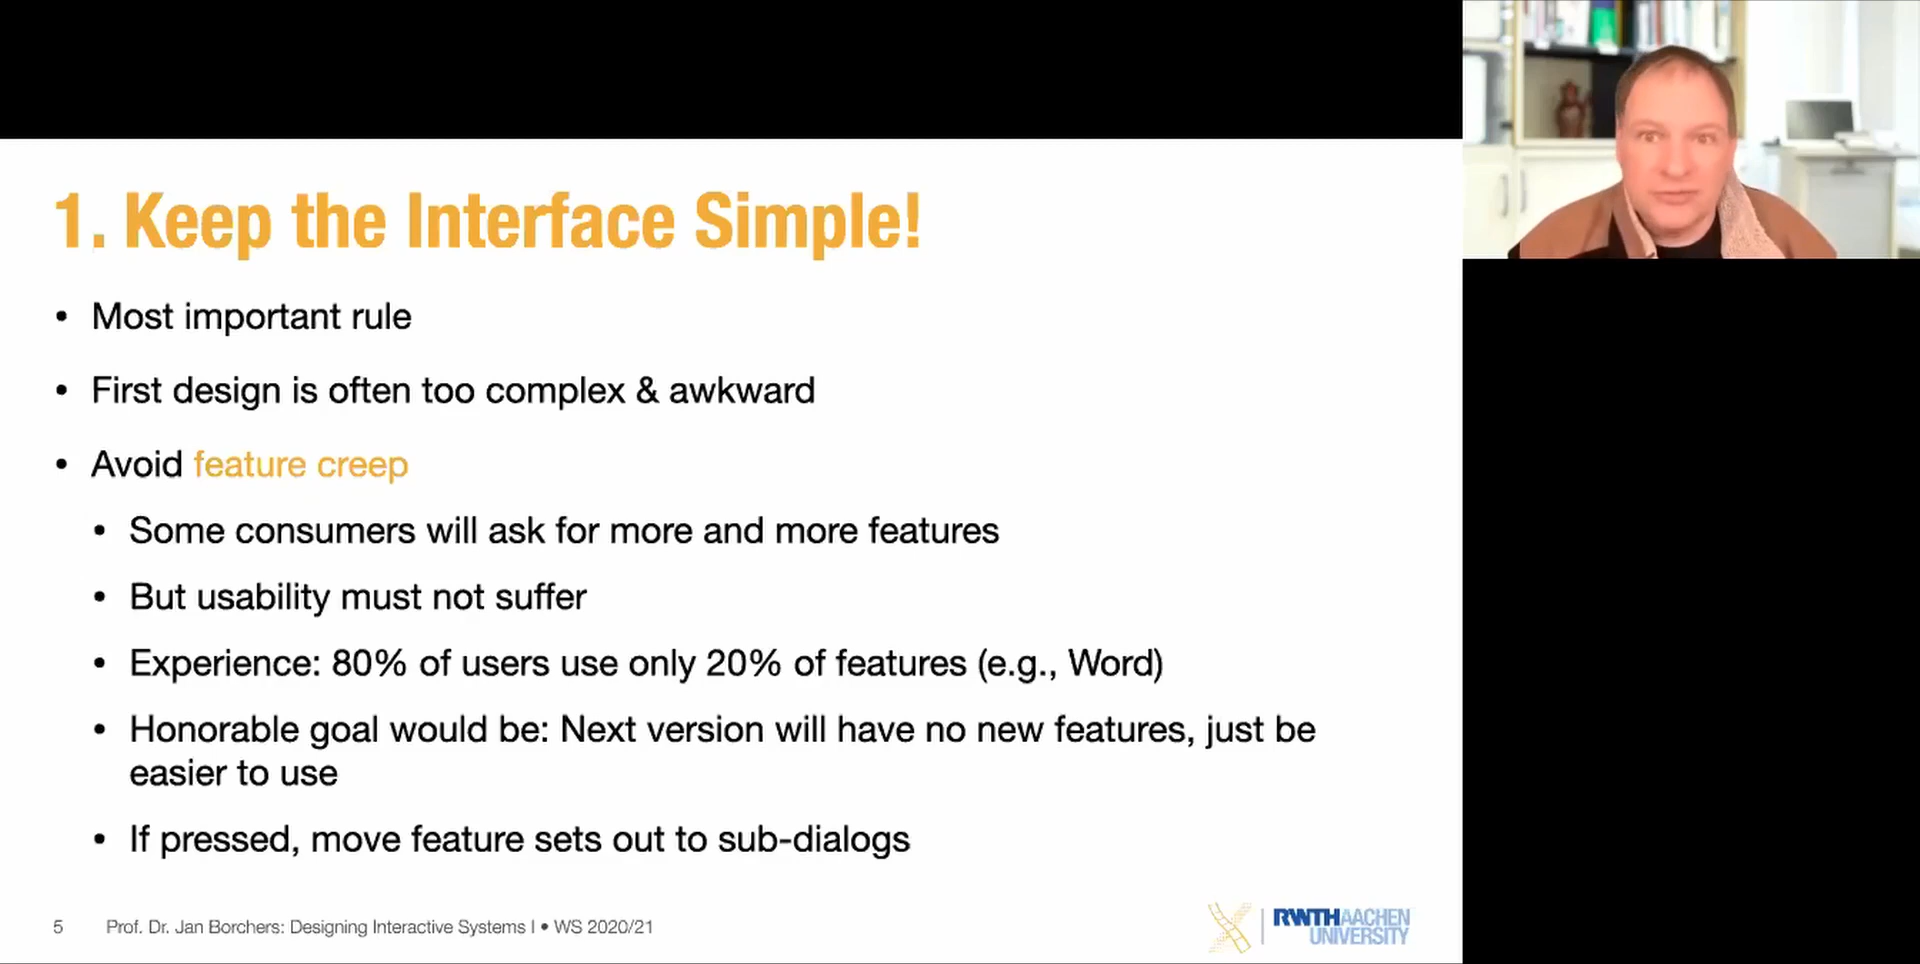 1. Keep the Interface Simple!
• Most important rule
• First design is often too complex & awkward
• Avoid feature creep
• Some consumers will ask for more and more features
• But usability must not suffer
• Experience: 80% of users use only 20% of features (e.g., Word)
• Honorable goal would be: Next version will have no new features, just be
easier to use
• If pressed, move feature sets out to sub-dialogs
5 Prof. Dr. Jan Borchers: Designing Interactive Systems I • WS 2020/21
RWTHAACHEN
UNIVERSITY